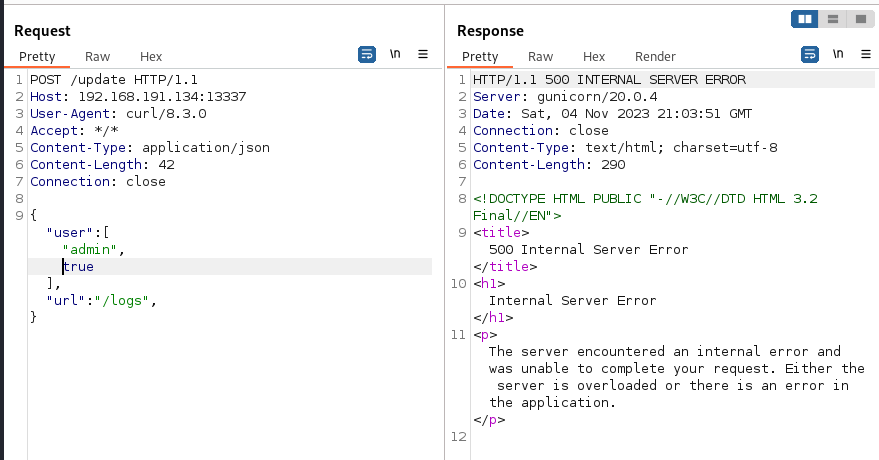 Request
Pretty Raw Hex
\n
1 POST /update HTTP/1.1
2 Host: 192.168.191.134:13337
3 User-Agent: curl/8.3.0
4 Accept: */*
5 Content-Type: application/json
6 Content-Length: 42
7 Connection: close
8
9 {
"user":[
"admin",
true
],
"url":"/logs",
}
Response
Pretty Raw Hex Render
\n
1 HTTP/1.1 500 INTERNAL SERVER ERROR
2 Server: gunicorn/20.0.4
3 Date: Sat, 04 Nov 2023 21:03:51 GMT
4 Connection: close
5 Content-Type: text/html; charset=utf-8
6 Content-Length: 290
7
8 <!DOCTYPE HTML PUBLIC "-//W3C//DTD HTML 3.2
Final//EN">
9 <title>
500 Internal Server Error
</title>
10 <h1>
Internal Server Error
</h1>
11 <p>
The server encountered an internal error and
was unable to complete your request. Either the
server is overloaded or there is an error in
the application.
</p>
12